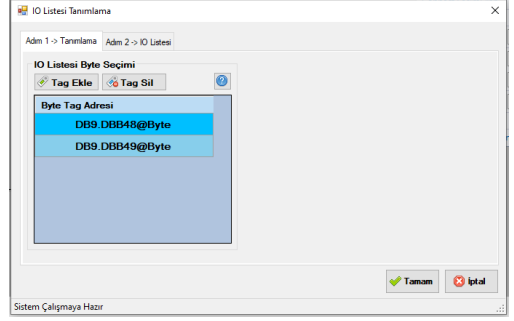 IO Listesi Tanımlama
Adım 1 -> Tanımlama Adım 2 -> IO Listesi
IO Listesi Byte Seçimi
Tag Ekle Tag Sil
Byte Tag Adresi
DB9.DBB48@Byte
DB9.DBB49@Byte
Tamam İptal
Sistem Çalışmaya Hazır